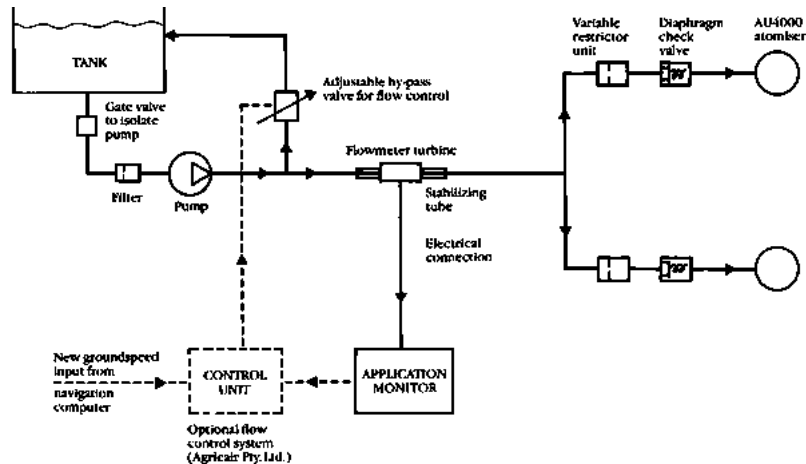 TANK
Gate valve
to isolate
pump
Filter
Pump
Adjustable by-pass
valve for flow control
Flowmeter turbine
Stabilizing
tube
Electrical
connection
Variable
restrictor
unit
Diaphragm
check
valve
AU4000
atomiser
New groundspeed
input from
navigation
computer
CONTROL
UNIT
Optional flow
control system
(Agricair Pty. Ltd.)
APPLICATION
MONITOR